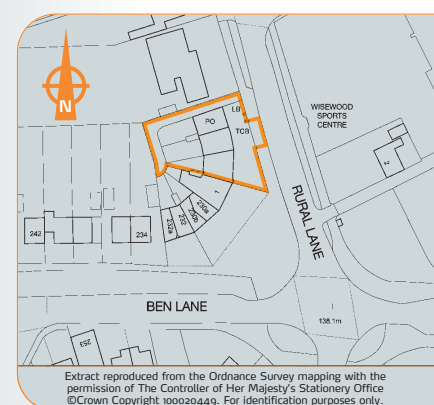 N
LB
PO
TCB
WISEWOOD
SPORTS
CENTRE
2
1
230a
230b
232
232a
242
234
RURAL LANE
BEN LANE
138.1m
253
Extract reproduced from the Ordnance Survey mapping with the
permission of The Controller of Her Majesty's Stationery Office
©Crown Copyright 100020449. For identification purposes only.